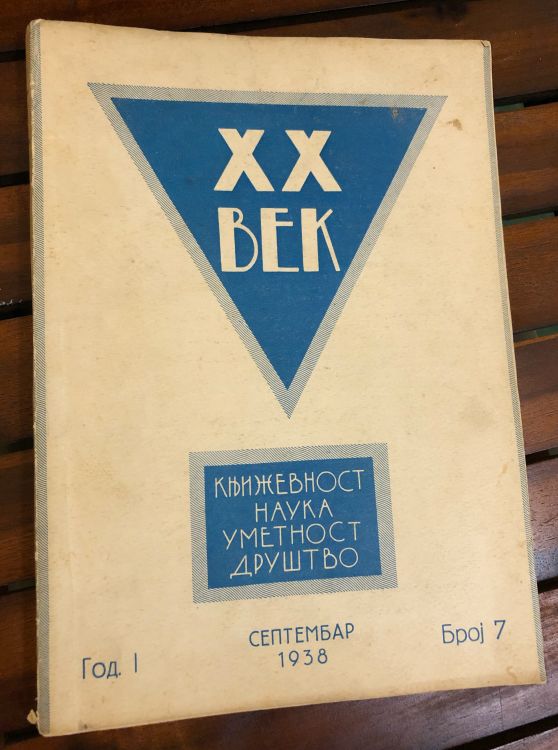 XX
ВЕК
КЊИЖЕВНОСТ
НАУКА
УМЕТНОСТ
ДРУШТВО
Год. I
СЕПТЕМБАР
1938
Број 7